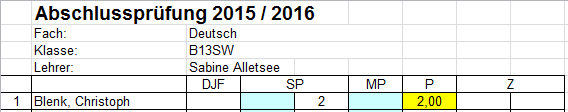 Abschlussprüfung 2015 / 2016
Fach: Deutsch
Klasse: B13SW
Lehrer: Sabine Alletsee
DJF SP MP P Z
1 Blenk, Christoph 2 2,00